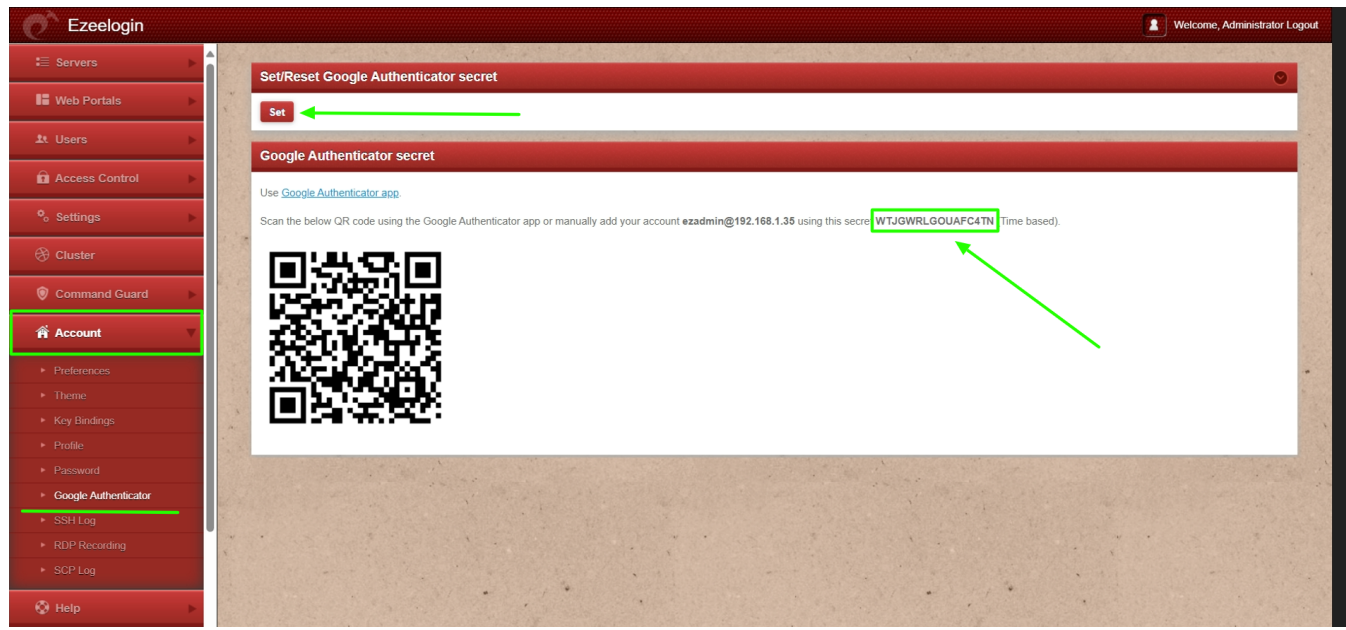 Ezeelogin
Welcome, Administrator Logout
Servers
Web Portals
Users
Access Control
Settings
Cluster
Command Guard
Account
Preferences
Theme
Key Bindings
Profile
Password
Google Authenticator
SSH Log
RDP Recording
SCP Log
Help
Set/Reset Google Authenticator secret
Set
Google Authenticator secret
Use Google Authenticator app.
Scan the below QR code using the Google Authenticator app or manually add your account ezadmin@192.168.1.35 using this secre WTJGWRLGOUAFC4TN Time based).